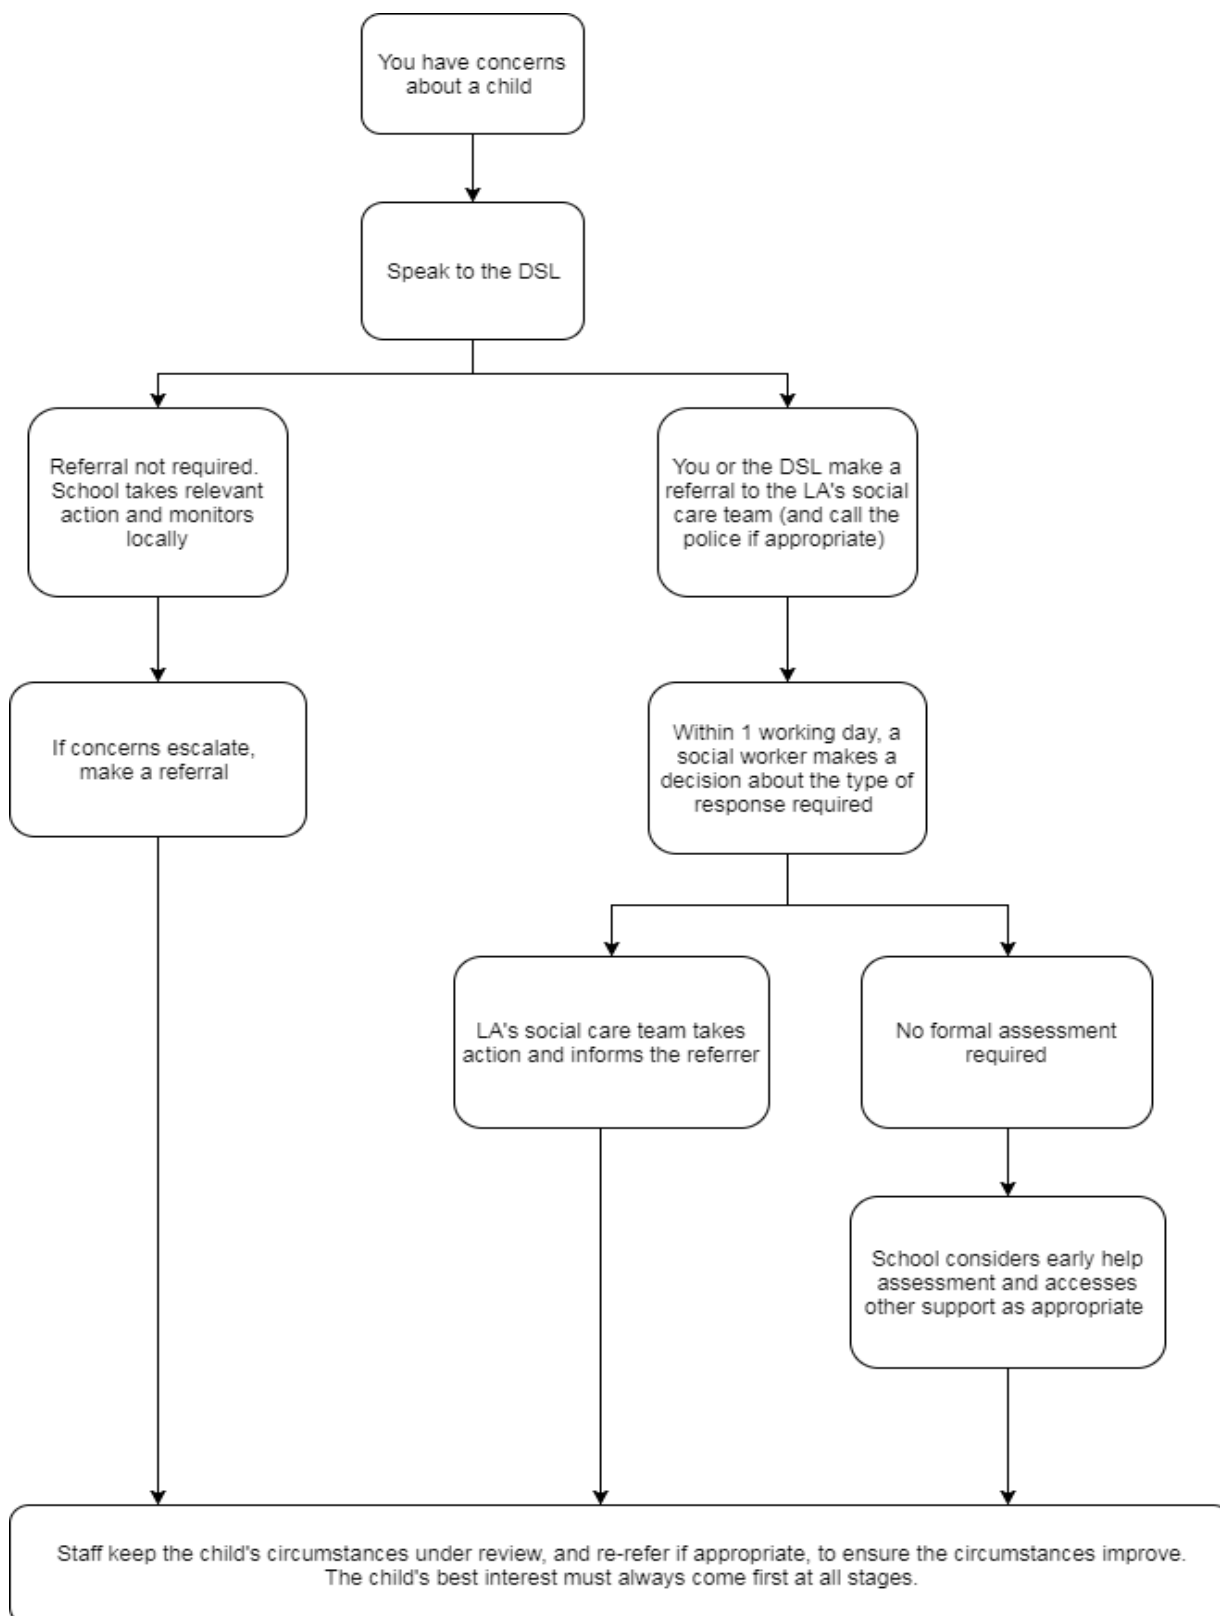 You have concerns
about a child
Speak to the DSL
Referral not required.
School takes relevant
action and monitors
locally
You or the DSL make a
referral to the LA's social
care team (and call the
police if appropriate)
If concerns escalate,
make a referral
Within 1 working day, a
social worker makes a
decision about the type of
response required
LA's social care team takes
action and informs the referrer
No formal assessment
required
School considers early help
assessment and accesses
other support as appropriate
Staff keep the child's circumstances under review, and re-refer if appropriate, to ensure the circumstances improve.
The child's best interest must always come first at all stages.